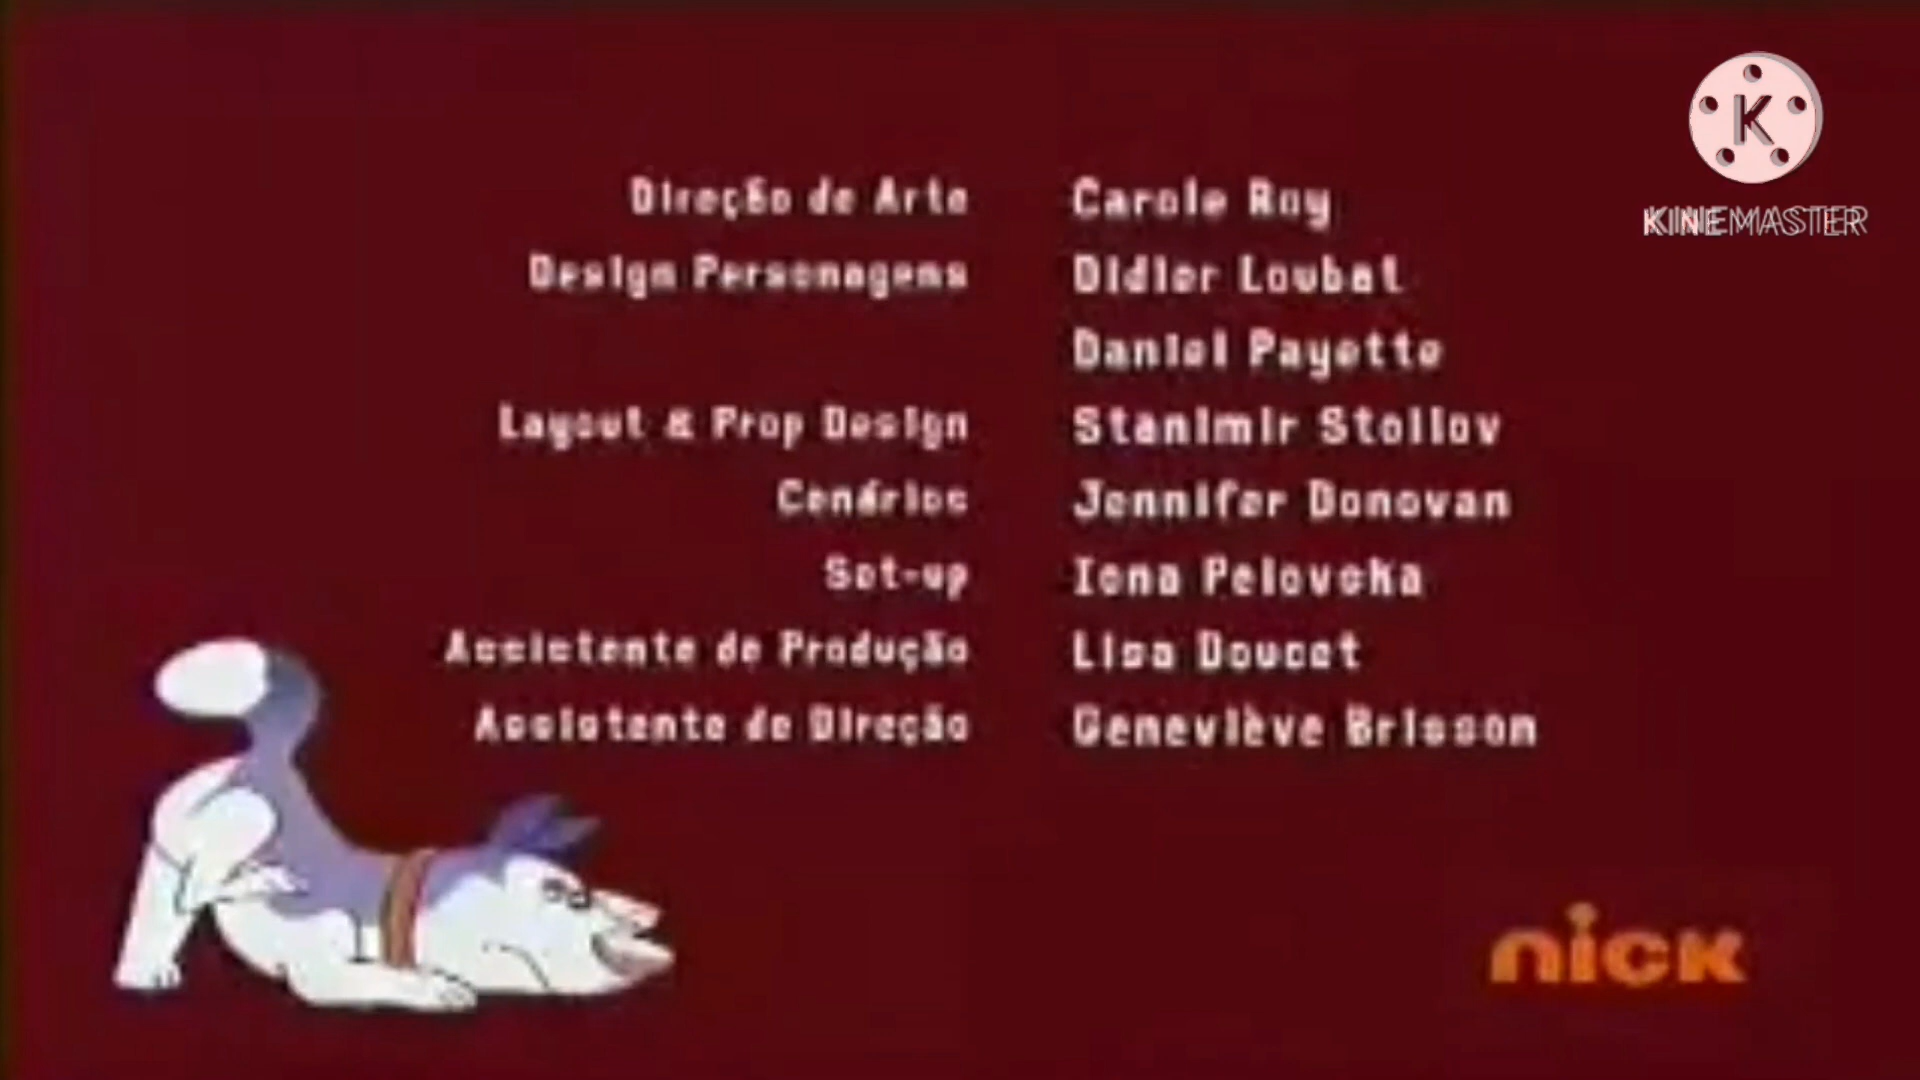 Direção de Arte Carole Roy
Design Personagens Didier Loubat
Daniel Payette
Layout & Prop Design Stanimir Stoilov
Cenários Jennifer Donovan
Set-up Iona Pelovska
Assistente de Produção Lisa Doucet
Assistente de Direção Geneviève Brisson
K
KINEMASTER
nick